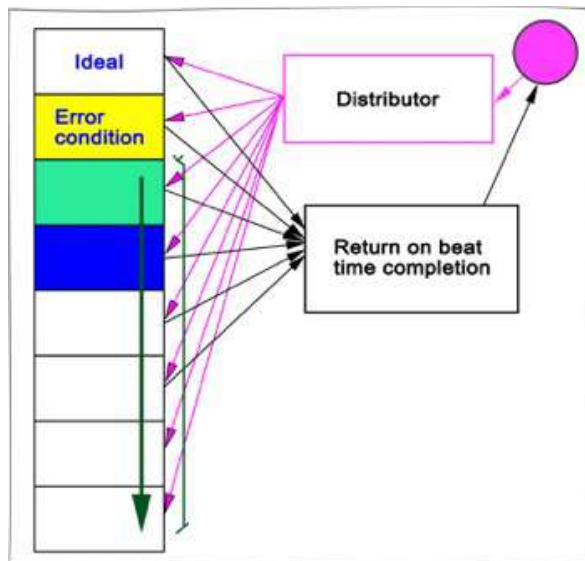 Ideal
Error
condition
Distributor
Return on beat
time completion